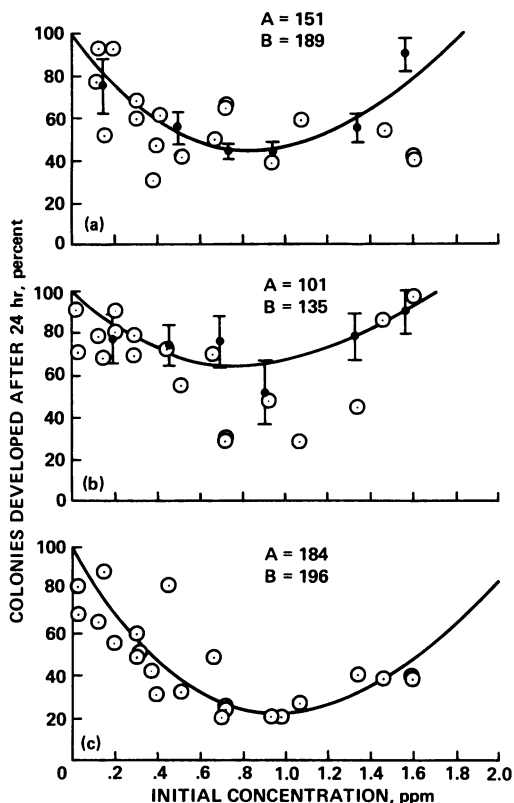 A = 151
B = 189
100
80
60
40
20
0
(a)
A = 101
B = 135
100
80
60
40
20
0
(b)
A = 184
B = 196
100
80
60
40
20
(c)
0 .2 .4 .6 .8 1.0 1.2 1.4 1.6 1.8 2.0
INITIAL CONCENTRATION, ppm
COLONIES DEVELOPED AFTER 24 hr, percent